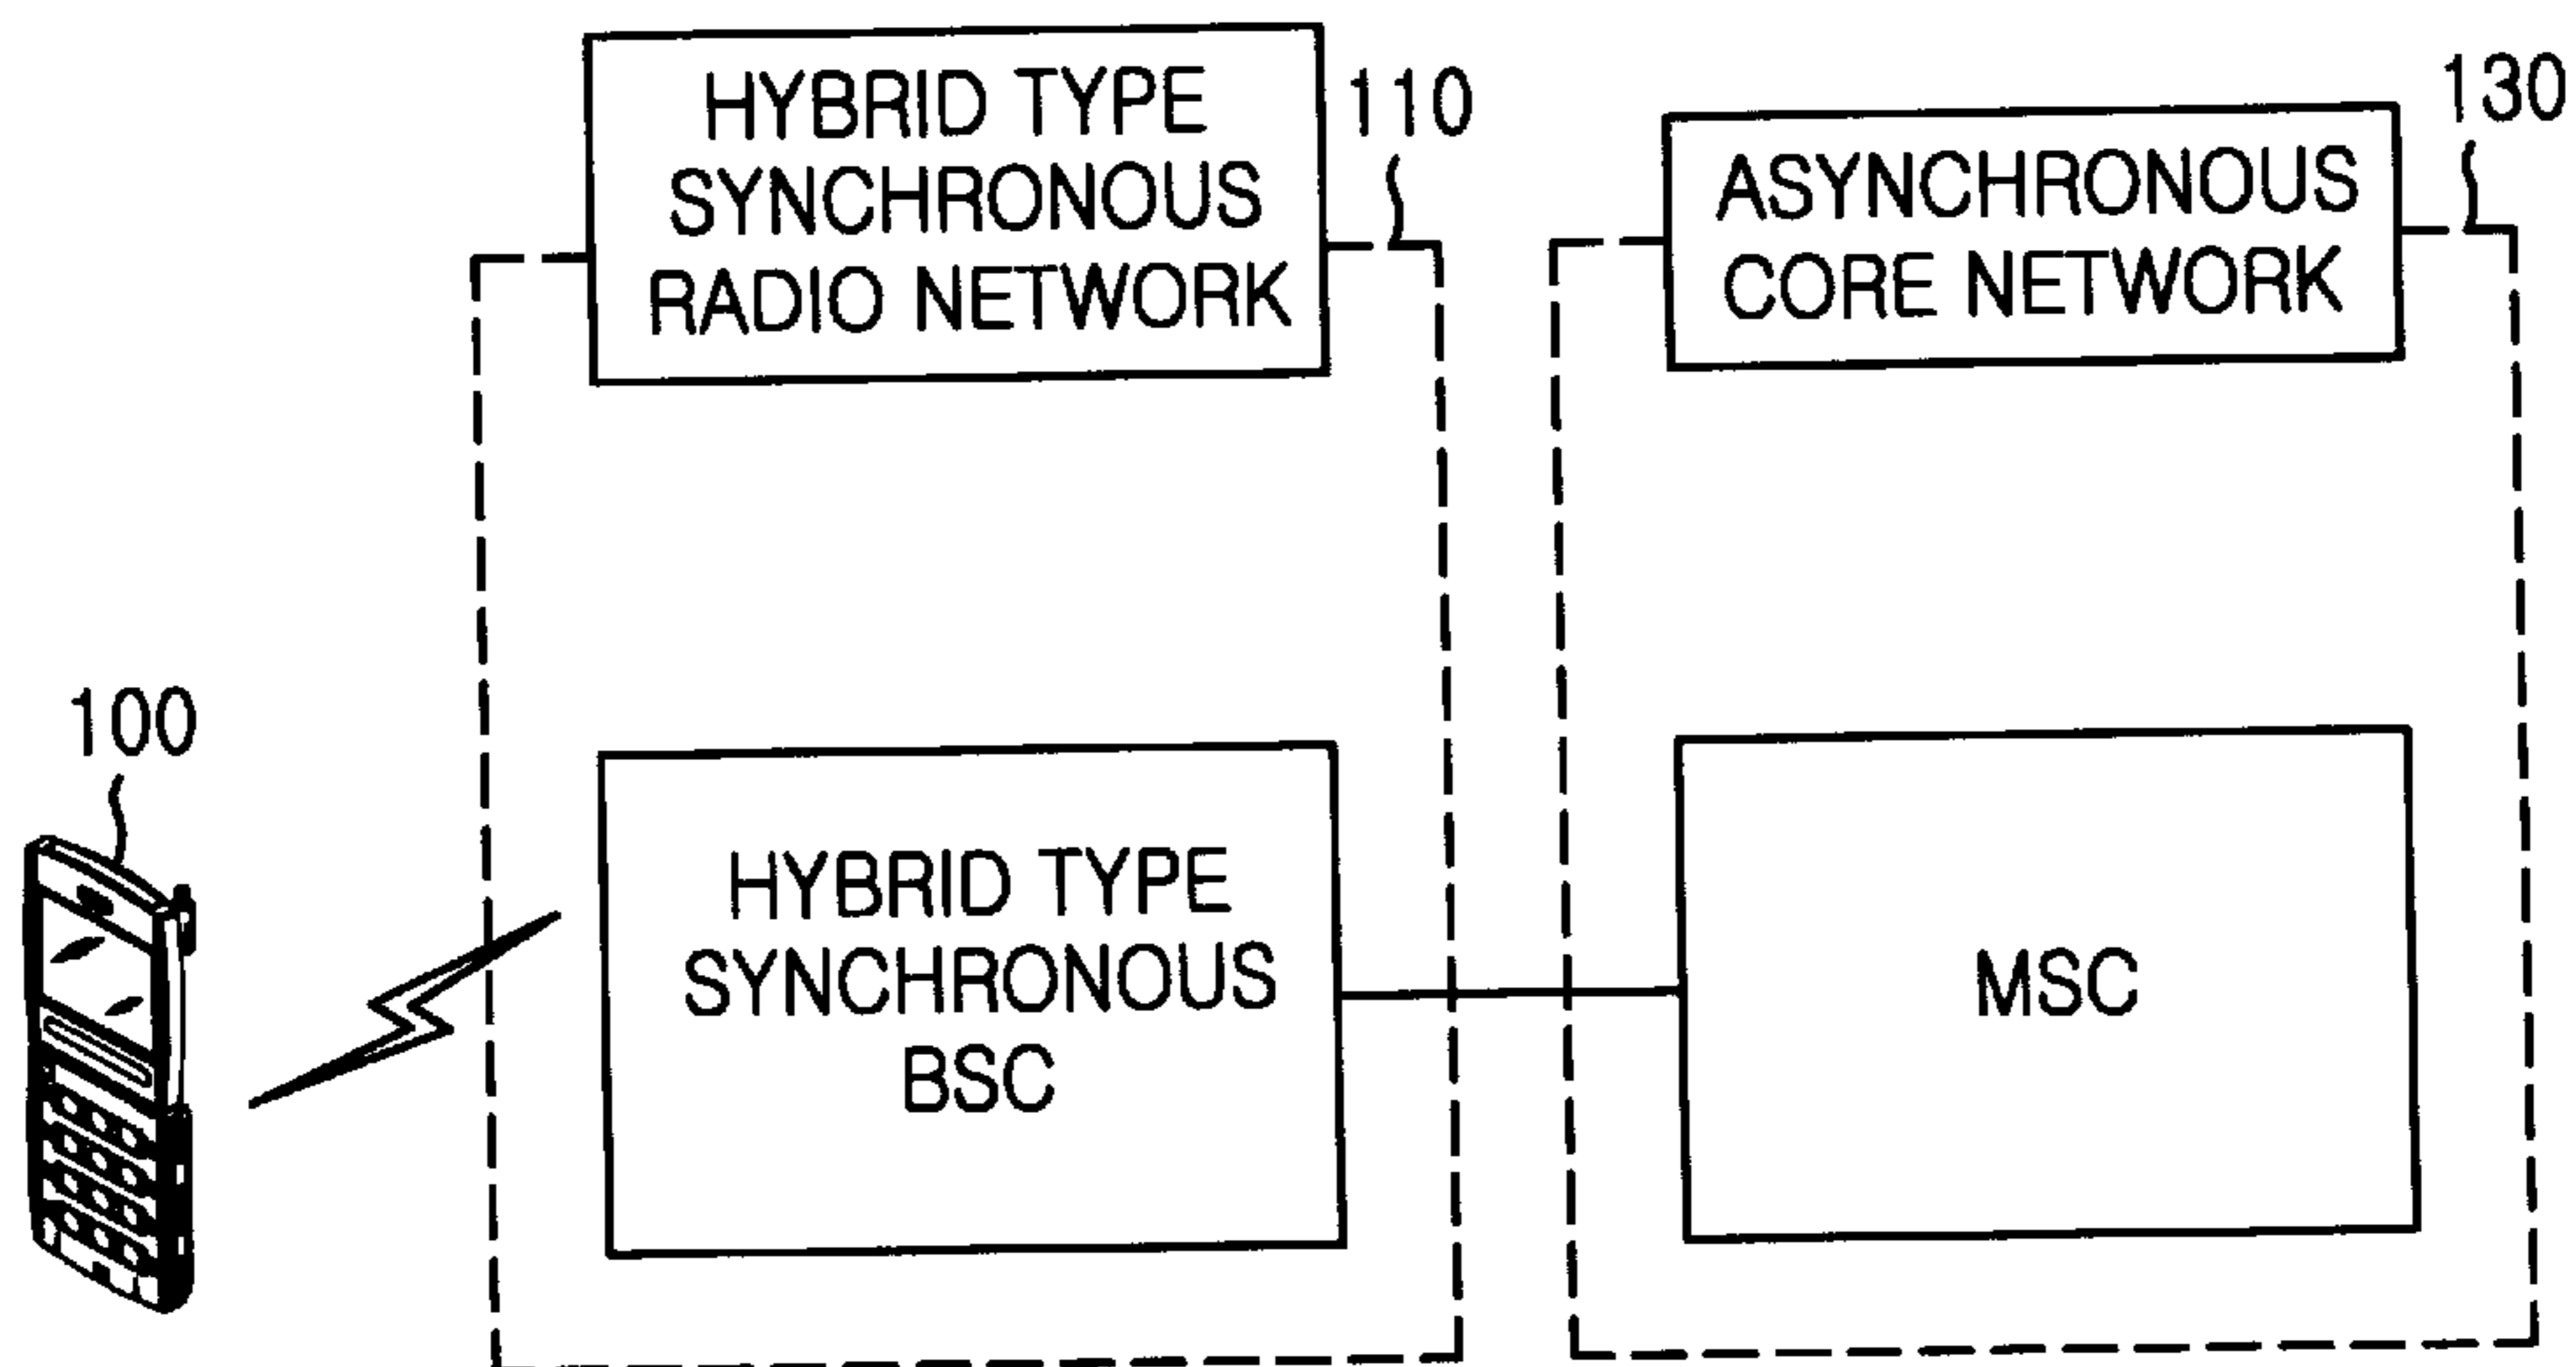 HYBRID TYPE
SYNCHRONOUS
RADIO NETWORK
110
ASYNCHRONOUS
CORE NETWORK
130
100
HYBRID TYPE
SYNCHRONOUS
BSC
MSC